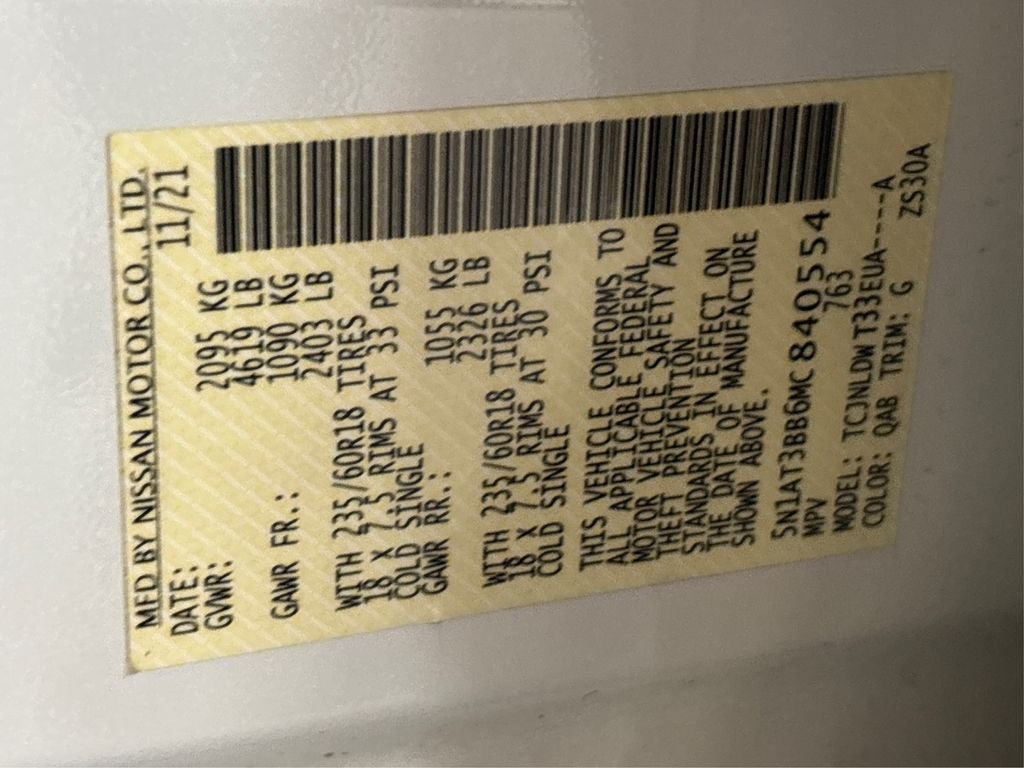 MFD BY NISSAN MOTOR CO., LTD.
DATE: 11/21
GVWR: 2095 KG
4619 LB
GAWR FR.: 1090 KG
2403 LB
WITH 235/60R18 TIRES
18 X 7.5 RIMS AT 33 PSI
COLD SINGLE
GAWR RR.: 1055 KG
2326 LB
WITH 235/60R18 TIRES
18 X 7.5 RIMS AT 30 PSI
COLD SINGLE
THIS VEHICLE CONFORMS TO
ALL APPLICABLE FEDERAL
MOTOR VEHICLE SAFETY AND
THEFT PREVENTION
STANDARDS IN EFFECT ON
THE DATE OF MANUFACTURE
SHOWN ABOVE.
5N1AT3BB6MC840554
MPV 763
MODEL: TCJNLDWT33EUA----A
COLOR: QAB TRIM: G ZS30A